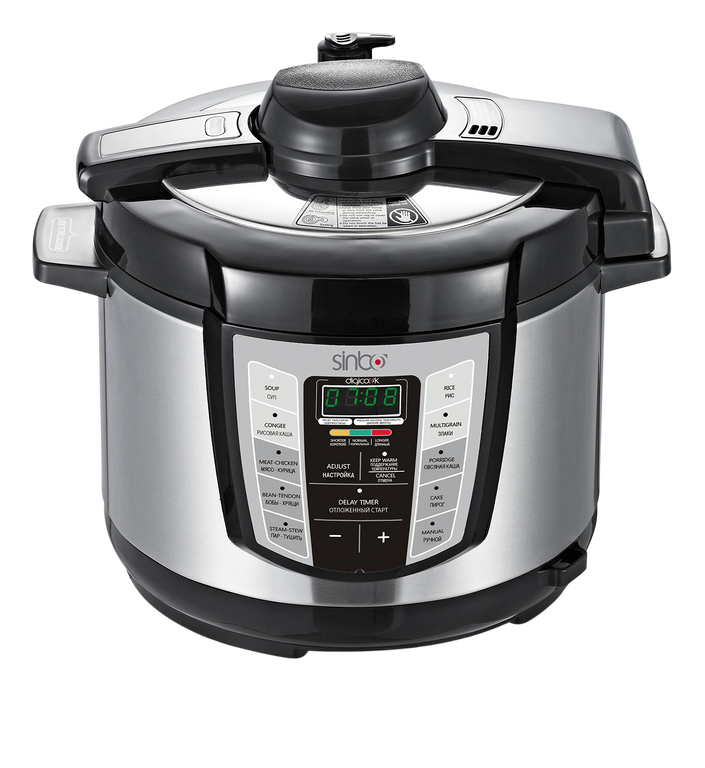 Sealing
sinbo
digicook
07:08
SHORTER NORMAL LONGER
КОРОТКИЙ НОРМАЛЬНЫЙ ДЛИННЫЙ
SOUP
СУП
CONGEE
РИСОВАЯ КАША
MEAT-CHICKEN
МЯСО - КУРИЦА
BEAN-TENDON
БОБЫ - ХРЯЩИ
STEAM-STEW
ПАР - ТУШИТЬ
ADJUST
НАСТРОЙКА
KEEP WARM
ПОДДЕРЖАНИЕ
ТЕМПЕРАТУРЫ
CANCEL
ОТМЕНА
DELAY TIMER
ОТЛОЖЕННЫЙ СТАРТ
− +
RICE
РИС
MULTIGRAIN
ЗЛАКИ
PORRIDGE
ОВСЯНАЯ КАША
CAKE
ПИРОГ
MANUAL
РУЧНОЙ